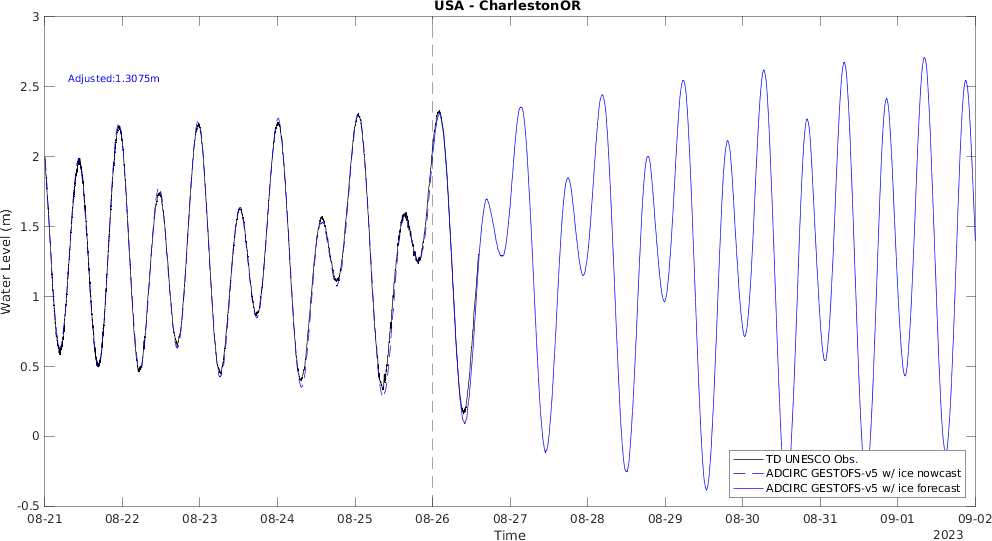 USA - CharlestonOR
Adjusted:1.3075m
Water Level (m)
3
2.5
2
1.5
1
0.5
0
-0.5
TD UNESCO Obs.
ADCIRC GESTOFS-v5 w/ ice nowcast
ADCIRC GESTOFS-v5 w/ ice forecast
08-21 08-22 08-23 08-24 08-25 08-26 08-27 08-28 08-29 08-30 08-31 09-01 09-02
Time
2023